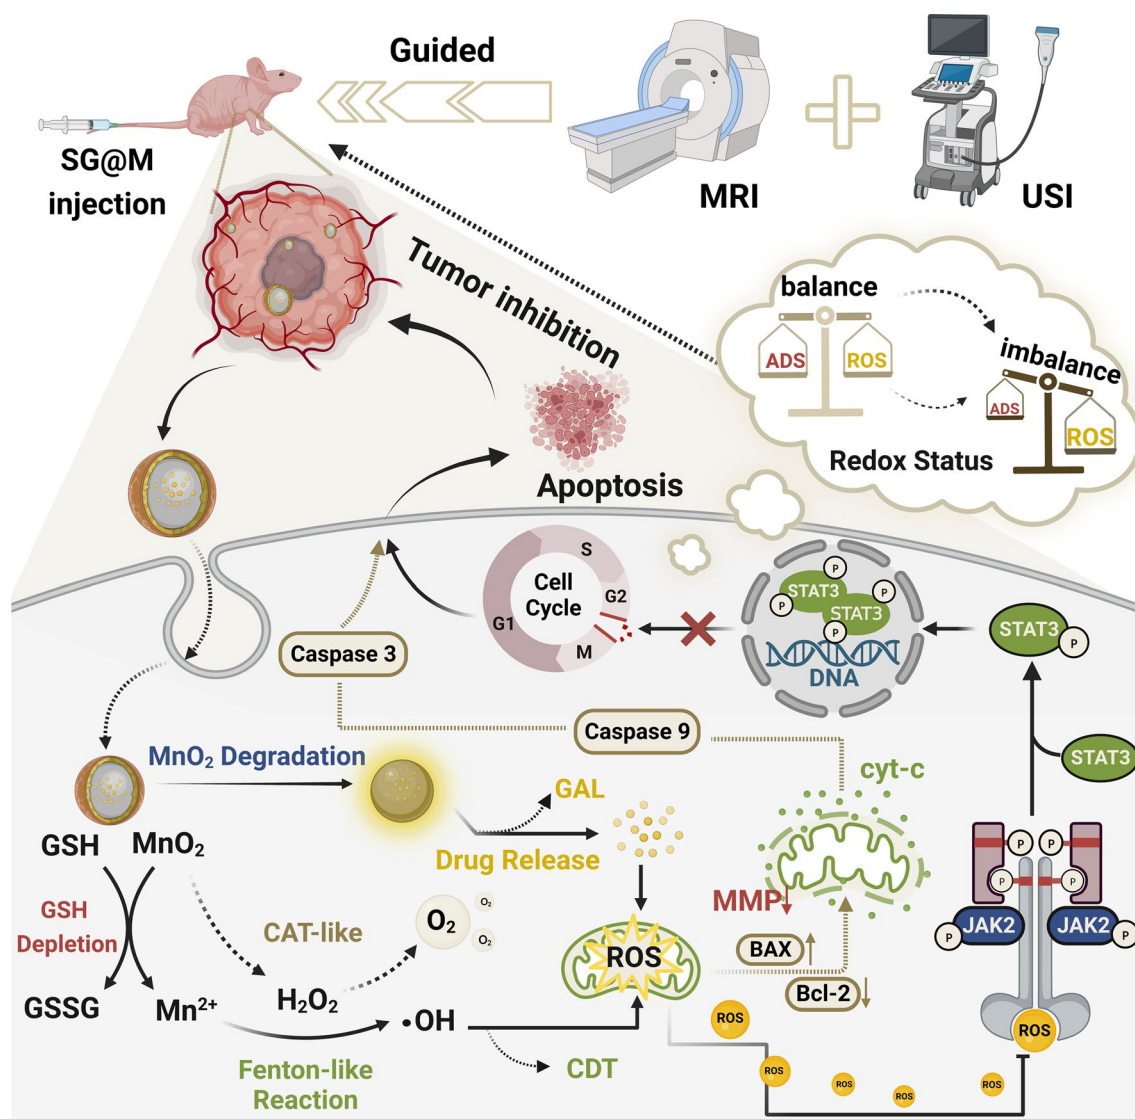 Guided
SG@M
injection
MRI
USI
Tumor inhibition
balance
ADS
ROS
imbalance
ADS
ROS
Redox Status
Apoptosis
Cell
Cycle
S
G2
G1
M
P
P
P
P
STAT3
STAT3
DNA
STAT3
P
STAT3
Caspase 3
Caspase 9
cyt-c
MnO₂ Degradation
GAL
Drug Release
GSH
MnO₂
GSH
Depletion
GSSG
Mn²⁺
CAT-like
O₂
O₂
O₂
H₂O₂
•OH
Fenton-like
Reaction
CDT
ROS
MMP
BAX
Bcl-2
P
P
P
P
JAK2
JAK2
P
P
ROS
ROS
ROS
ROS
ROS
ROS